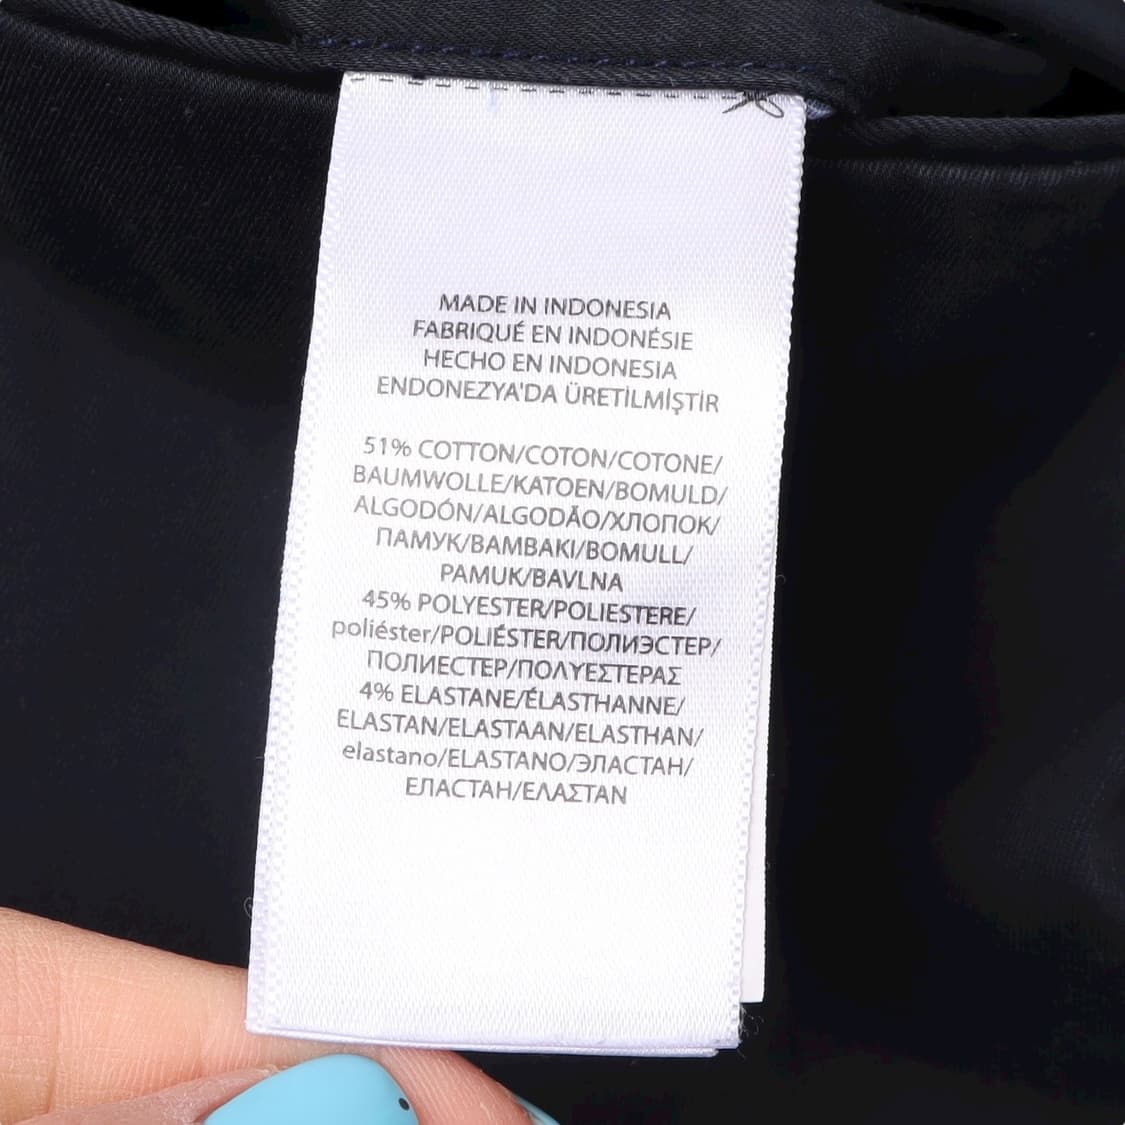 MADE IN INDONESIA
FABRIQUÉ EN INDONÉSIE
HECHO EN INDONESIA
ENDONEZYA'DA ÜRETİLMİŞTİR
51% COTTON/COTON/COTONE/
BAUMWOLLE/KATOEN/BOMULD/
ALGODÓN/ALGODÃO/ХЛОПОК/
ПАМУК/BAMBAKI/BOMULL/
PAMUK/BAVLNA
45% POLYESTER/POLIESTERE/
poliéster/POLIÉSTER/ПОЛИЭСТЕР/
ПОЛИЕСТЕР/ΠΟΛΥΕΣΤΕΡΑΣ
4% ELASTANE/ÉLASTHANNE/
ELASTAN/ELASTAAN/ELASTHAN/
elastano/ELASTANO/ЭЛАСТАН/
ЕЛАСТАН/ΕΛΑΣΤΑΝ